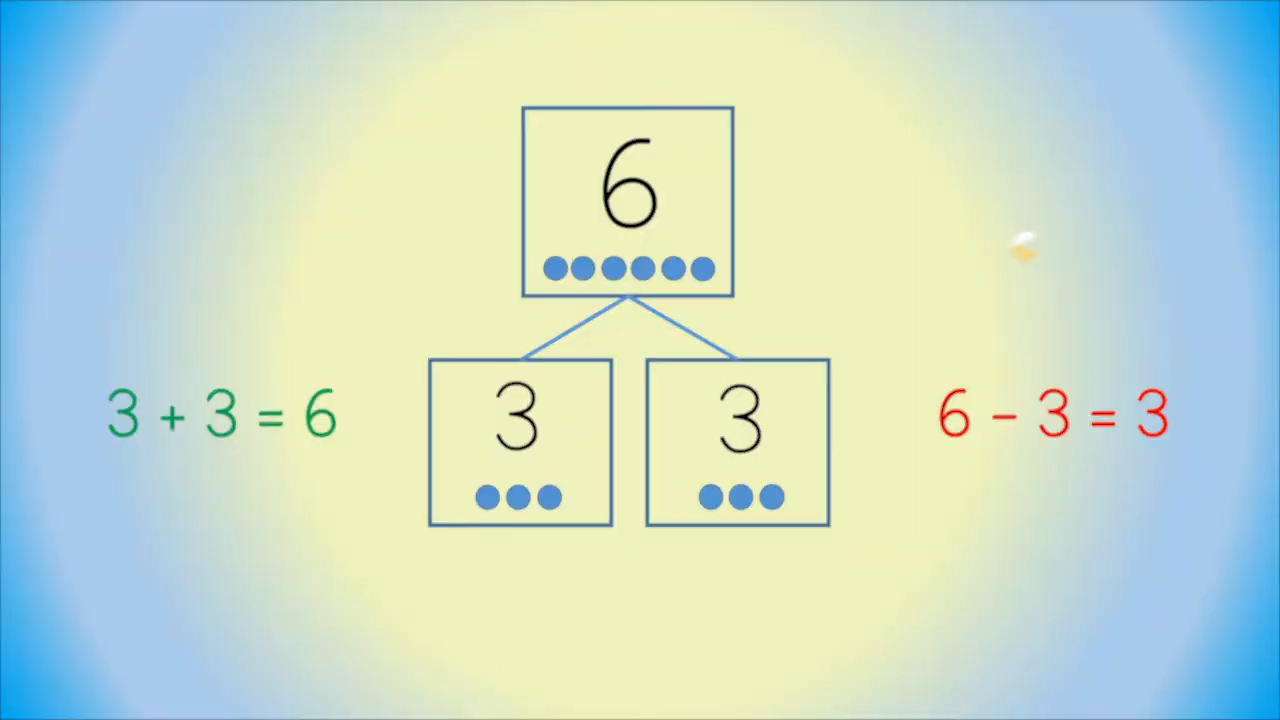 6
3 + 3 = 6
3
3
6 − 3 = 3